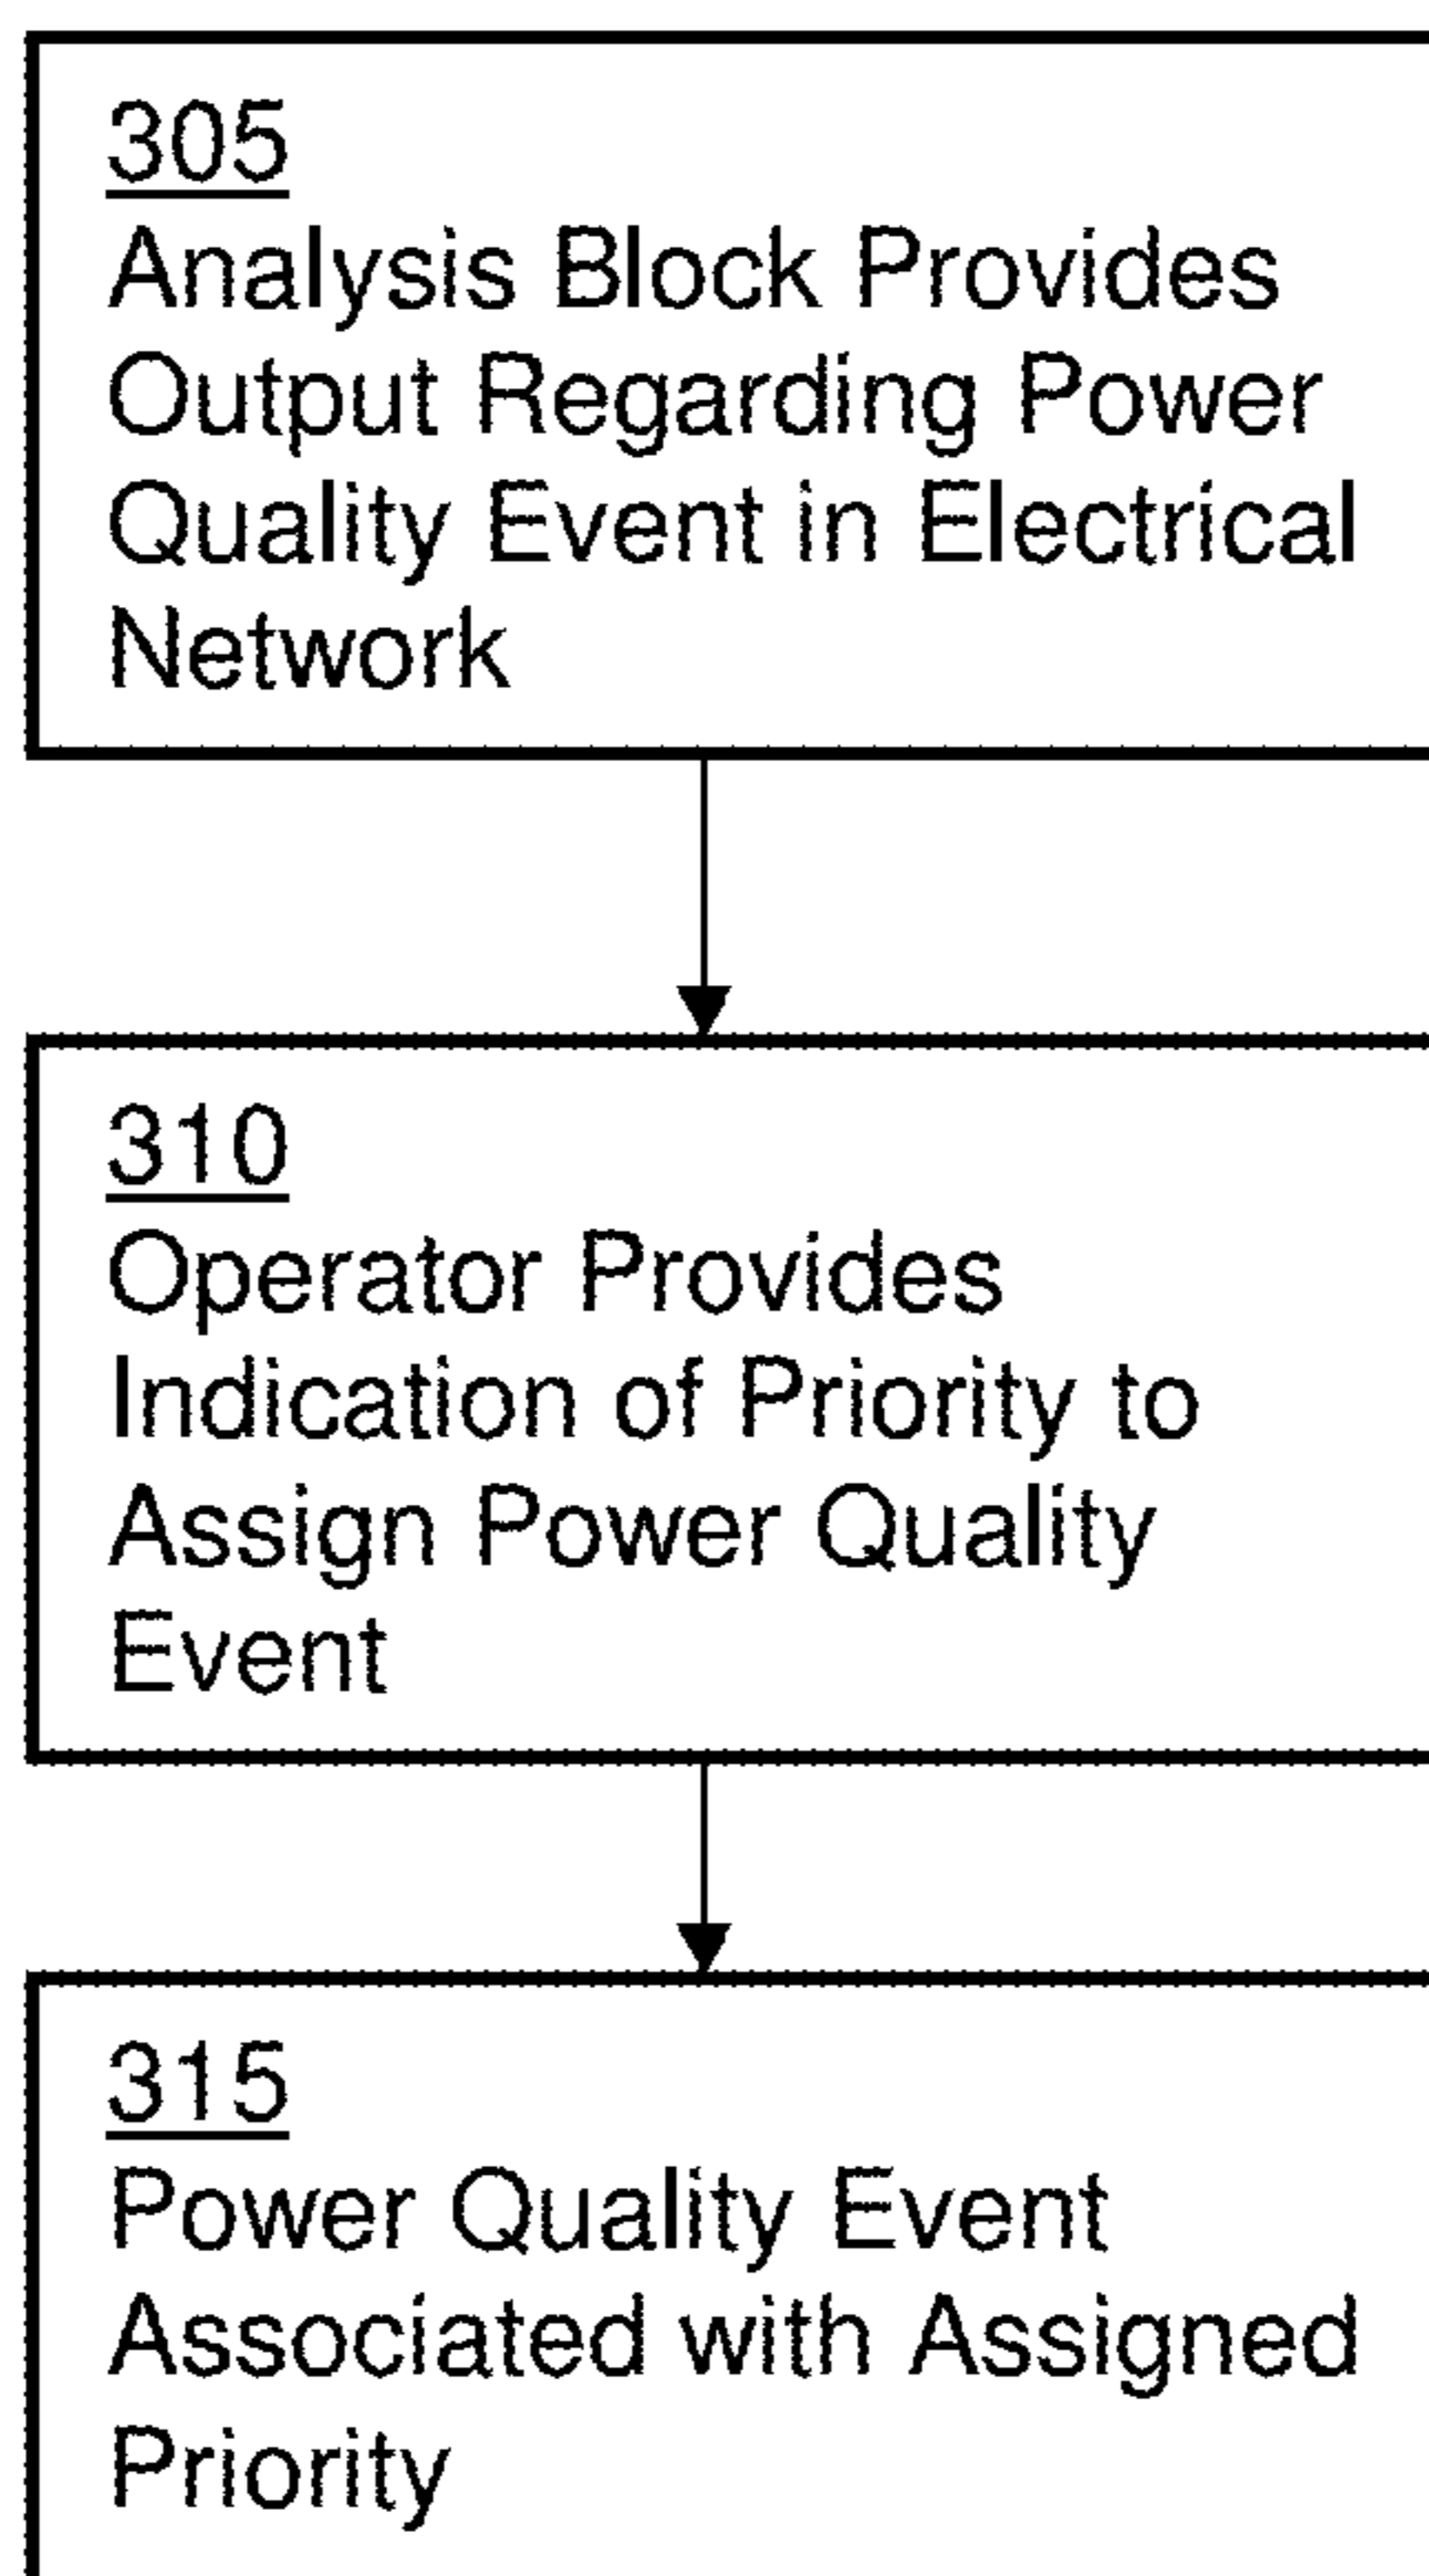 305
Analysis Block Provides
Output Regarding Power
Quality Event in Electrical
Network
310
Operator Provides
Indication of Priority to
Assign Power Quality
Event
315
Power Quality Event
Associated with Assigned
Priority